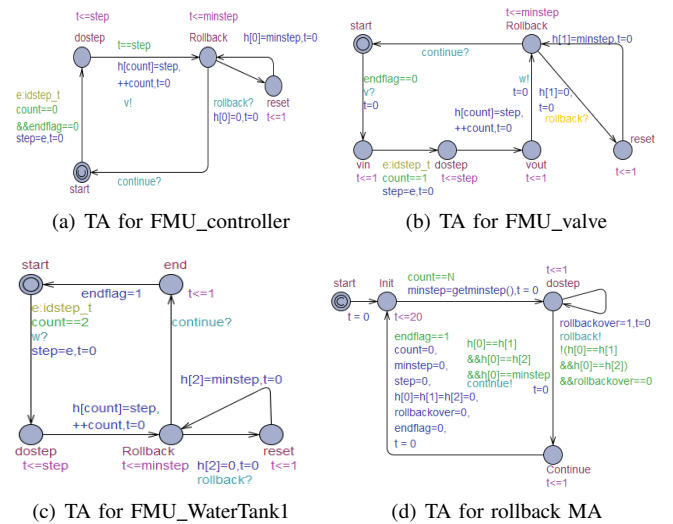 t<=step
dostep
t==step
h[count]=step,
++count,t=0
v!
t<=minstep
Rollback
h[0]=minstep,t=0
e:idstep_t
count==0
&&endflag==0
step=e,t=0
rollback?
h[0]=0,t=0
reset
t<=1
continue?
start
(a) TA for FMU_controller
start
continue?
t<=minstep
Rollback
h[1]=minstep,t=0
endflag==0
v?
t=0
w!
t=0
h[count]=step,
++count,t=0
h[1]=0,
t=0
rollback?
vin
t<=1
e:idstep_t
count==1
step=e,t=0
dostep
t<=step
vout
t<=1
reset
t<=1
(b) TA for FMU_valve
start
endflag=1
end
t<=1
e:idstep_t
count==2
w?
step=e,t=0
continue?
h[2]=minstep,t=0
h[count]=step,
++count,t=0
dostep
t<=step
Rollback
t<=minstep
h[2]=0,t=0
rollback?
reset
t<=1
(c) TA for FMU_WaterTank1
start
t = 0
Init
t<=20
count==N
minstep=getminstep(),t = 0
t<=1
dostep
rollbackover=1,t=0
rollback!
!(h[0]==h[1]
&&h[0]==h[2])
&&rollbackover==0
endflag==1
count=0,
minstep=0,
step=0,
h[0]=h[1]=h[2]=0,
rollbackover=0,
endflag=0,
t = 0
h[0]==h[1]
&&h[0]==h[2]
&&h[0]==minstep
continue!
t=0
Continue
t<=1
(d) TA for rollback MA